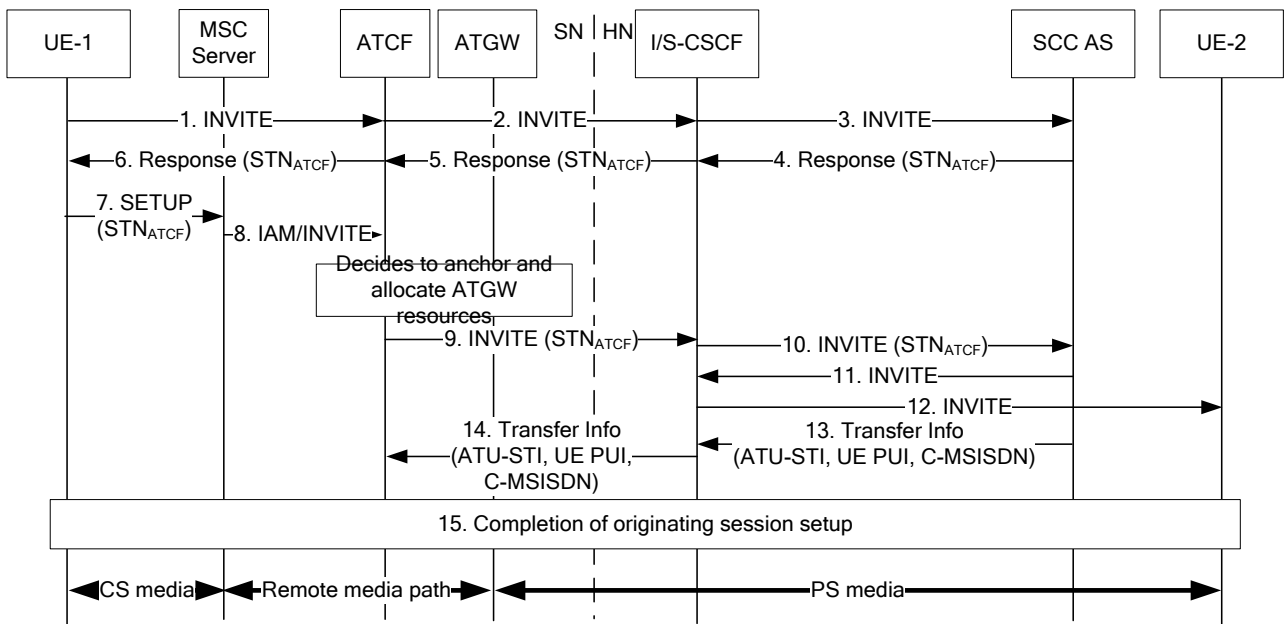 UE-1
MSC
Server
ATCF
ATGW
SN
HN
I/S-CSCF
SCC AS
UE-2
1. INVITE
2. INVITE
3. INVITE
6. Response (STNATCF)
5. Response (STNATCF)
4. Response (STNATCF)
7. SETUP
(STNATCF)
8. IAM/INVITE
Decides to anchor and
allocate ATGW
resources
9. INVITE (STNATCF)
10. INVITE (STNATCF)
11. INVITE
12. INVITE
14. Transfer Info
(ATU-STI, UE PUI,
C-MSISDN)
13. Transfer Info
(ATU-STI, UE PUI, C-MSISDN)
15. Completion of originating session setup
CS media
Remote media path
PS media